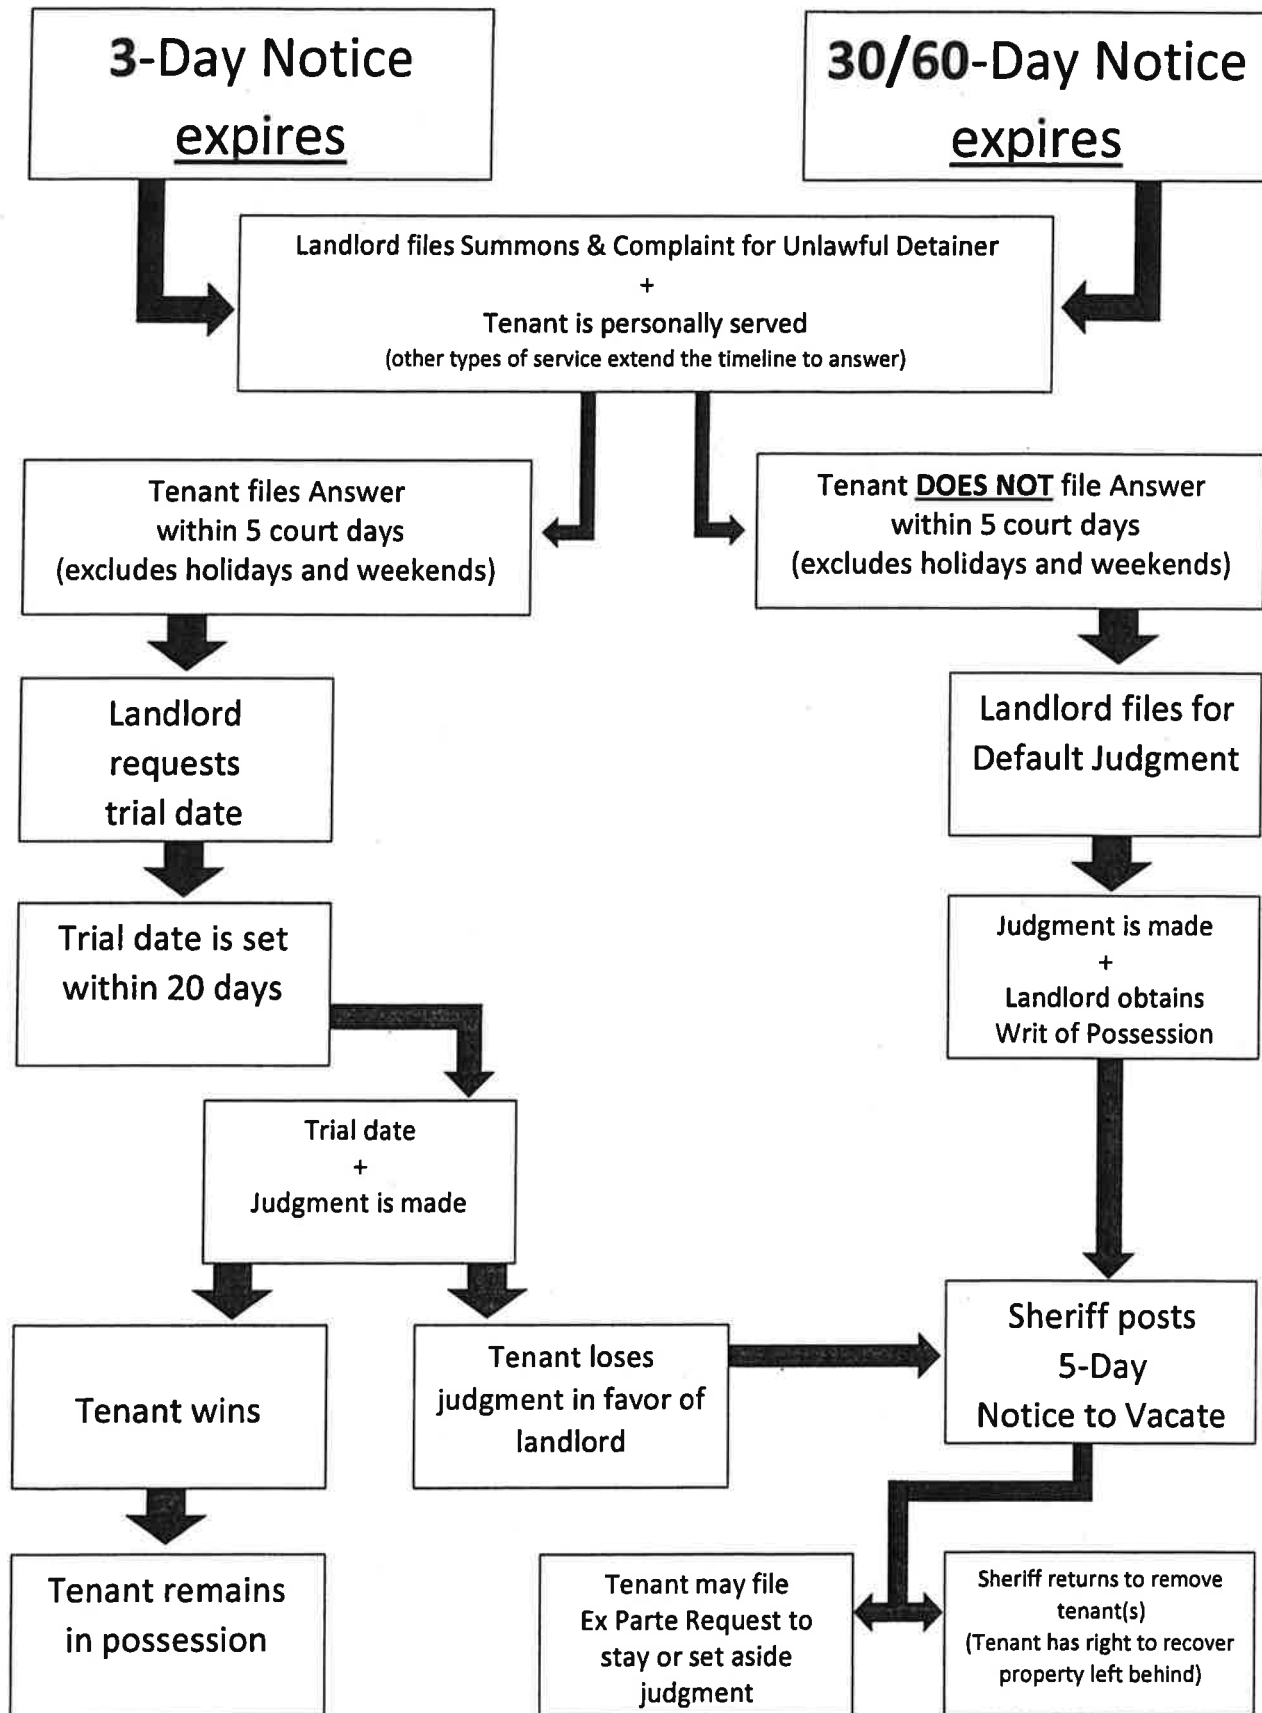 3-Day Notice
expires
30/60-Day Notice
expires
Landlord files Summons & Complaint for Unlawful Detainer
+
Tenant is personally served
(other types of service extend the timeline to answer)
Tenant files Answer
within 5 court days
(excludes holidays and weekends)
Tenant DOES NOT file Answer
within 5 court days
(excludes holidays and weekends)
Landlord
requests
trial date
Landlord files for
Default Judgment
Trial date is set
within 20 days
Judgment is made
+
Landlord obtains
Writ of Possession
Trial date
+
Judgment is made
Tenant wins
Tenant loses
judgment in favor of
landlord
Sheriff posts
5-Day
Notice to Vacate
Tenant remains
in possession
Tenant may file
Ex Parte Request to
stay or set aside
judgment
Sheriff returns to remove
tenant(s)
(Tenant has right to recover
property left behind)